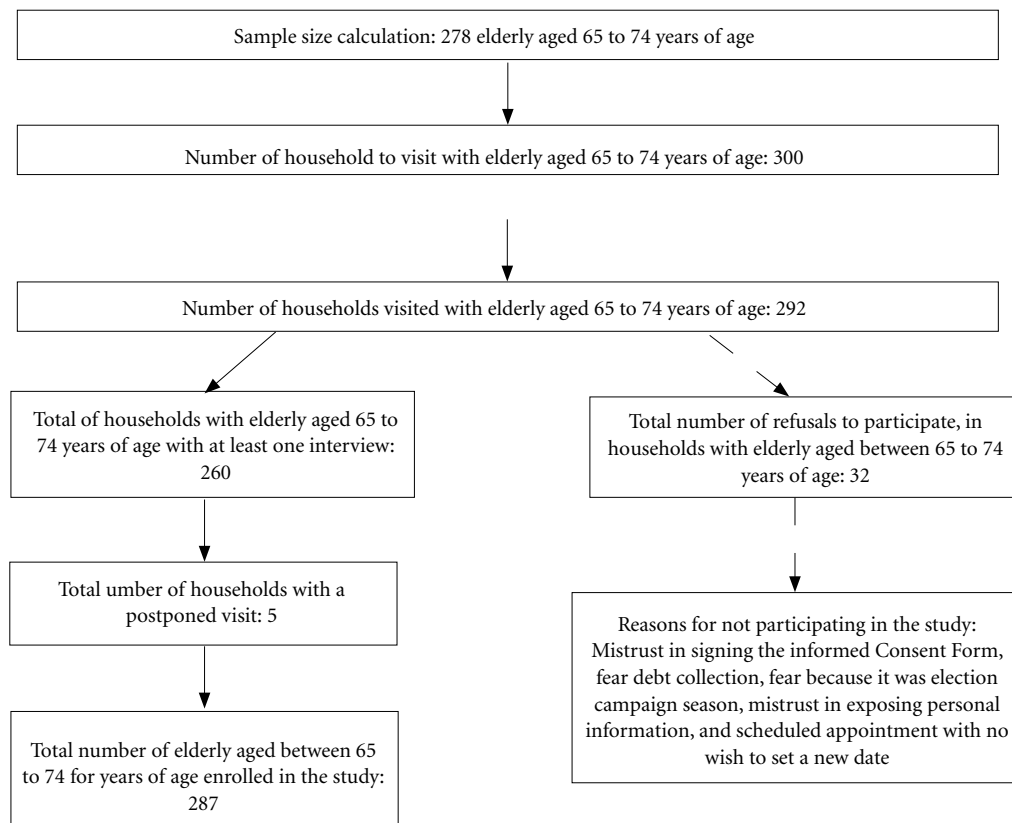 Sample size calculation: 278 elderly aged 65 to 74 years of age
Number of household to visit with elderly aged 65 to 74 years of age: 300
Number of households visited with elderly aged 65 to 74 years of age: 292
Total of households with elderly aged 65 to
74 years of age with at least one interview:
260
Total umber of households with a
postponed visit: 5
Total number of elderly aged between 65
to 74 for years of age enrolled in the study:
287
Total number of refusals to participate, in
households with elderly aged between 65 to 74
years of age: 32
Reasons for not participating in the study:
Mistrust in signing the informed Consent Form,
fear debt collection, fear because it was election
campaign season, mistrust in exposing personal
information, and scheduled appointment with no
wish to set a new date